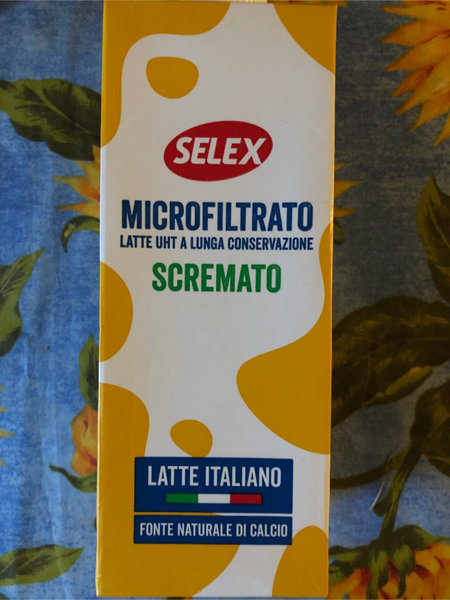 SELEX
MICROFILTRATO
LATTE UHT A LUNGA CONSERVAZIONE
SCREMATO
LATTE ITALIANO
FONTE NATURALE DI CALCIO